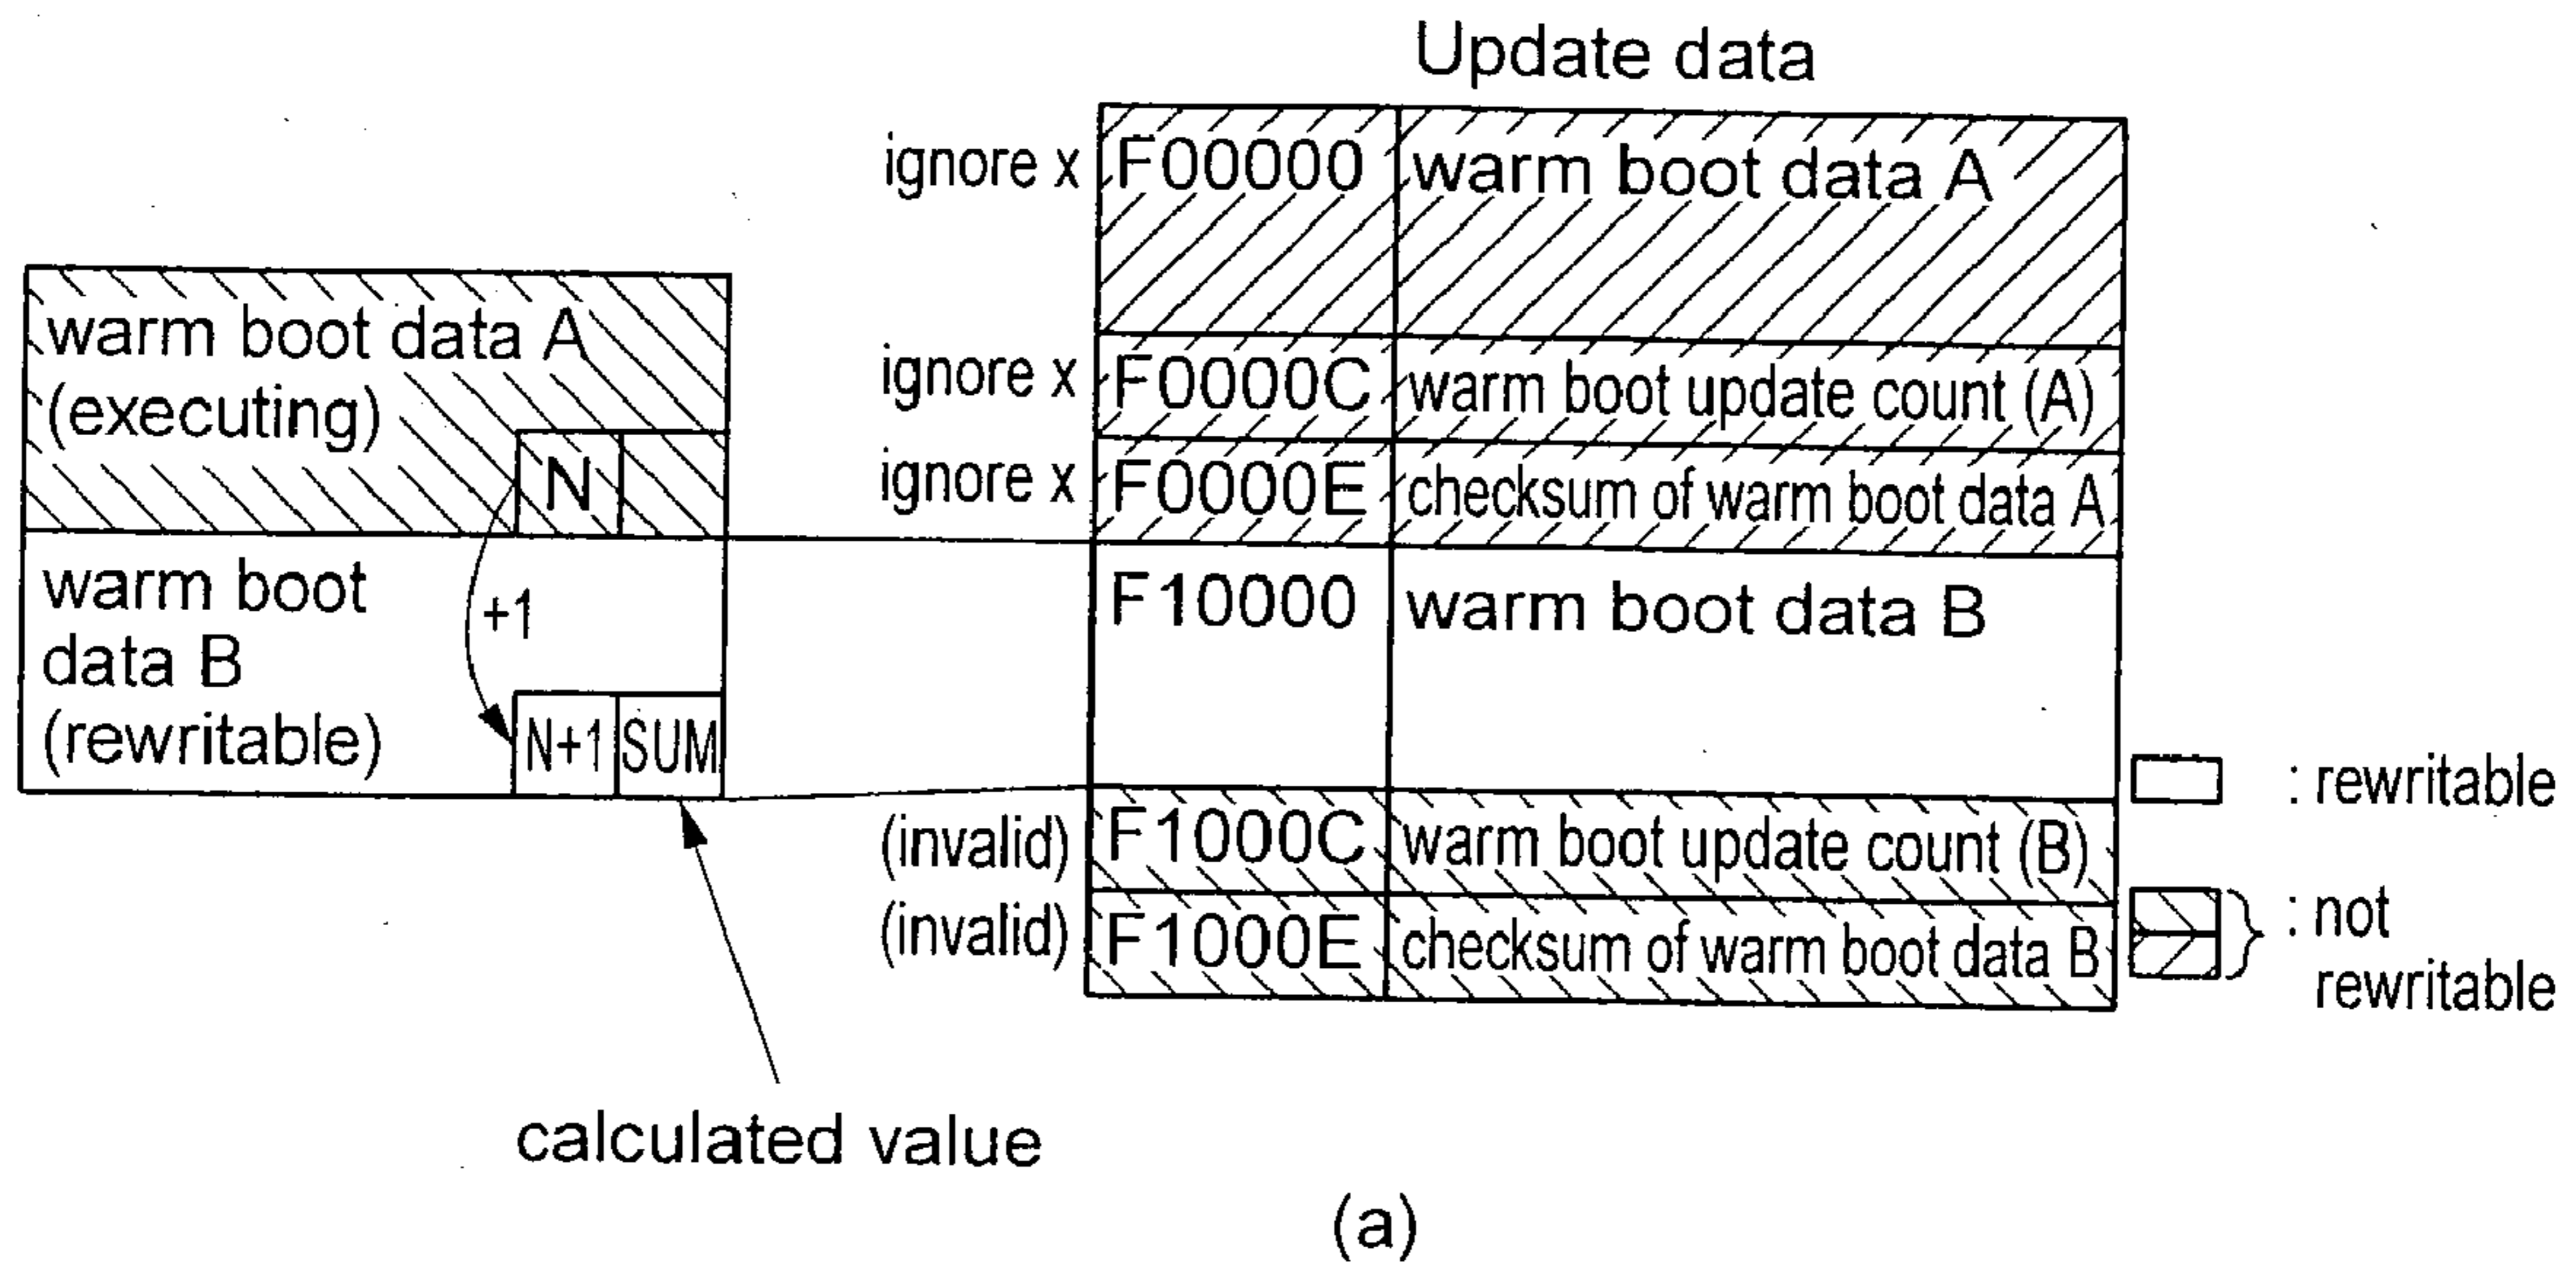 Update data
ignore x F00000 warm boot data A
ignore x F0000C warm boot update count (A)
ignore x F0000E checksum of warm boot data A
F10000 warm boot data B
(invalid) F1000C warm boot update count (B)
(invalid) F1000E checksum of warm boot data B
warm boot data A
(executing)
N
warm boot
data B
(rewritable)
+1
N+1 SUM
calculated value
: rewritable
: not
rewritable
(a)